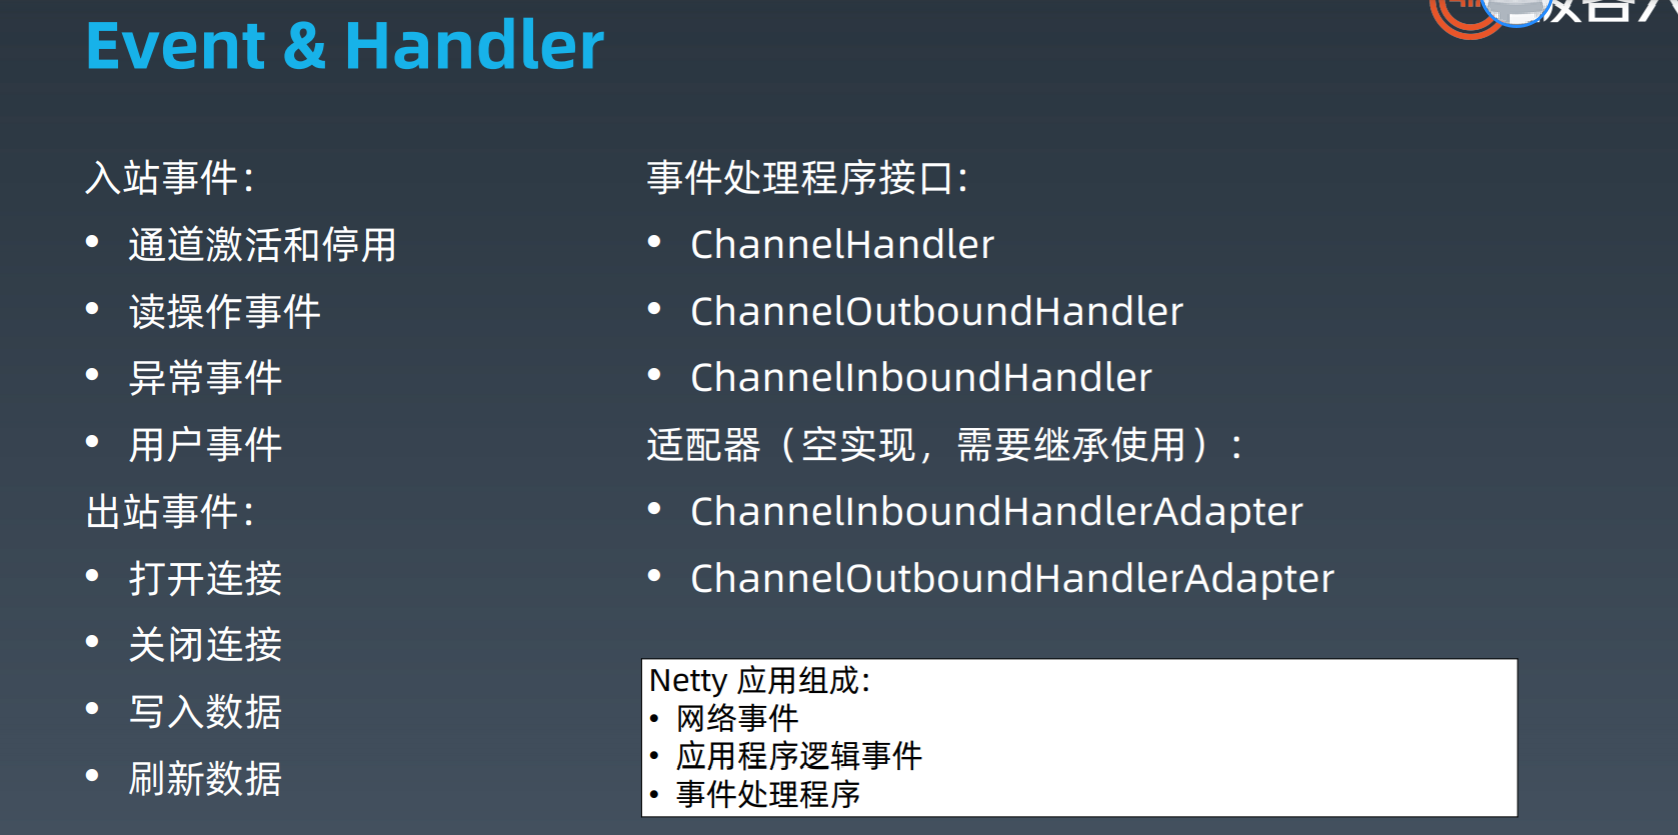 Event & Handler
入站事件：
• 通道激活和停用
• 读操作事件
• 异常事件
• 用户事件
出站事件：
• 打开连接
• 关闭连接
• 写入数据
• 刷新数据
事件处理程序接口：
• ChannelHandler
• ChannelOutboundHandler
• ChannelInboundHandler
适配器（空实现，需要继承使用）：
• ChannelInboundHandlerAdapter
• ChannelOutboundHandlerAdapter
Netty 应用组成：
• 网络事件
• 应用程序逻辑事件
• 事件处理程序